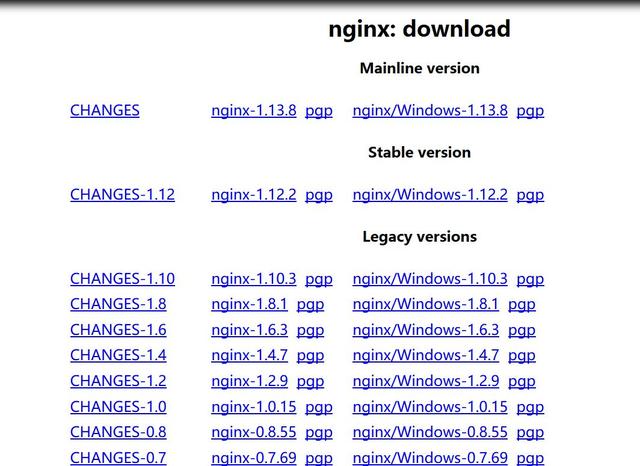 nginx: download
Mainline version
CHANGES nginx-1.13.8 pgp nginx/Windows-1.13.8 pgp
Stable version
CHANGES-1.12 nginx-1.12.2 pgp nginx/Windows-1.12.2 pgp
Legacy versions
CHANGES-1.10 nginx-1.10.3 pgp nginx/Windows-1.10.3 pgp
CHANGES-1.8 nginx-1.8.1 pgp nginx/Windows-1.8.1 pgp
CHANGES-1.6 nginx-1.6.3 pgp nginx/Windows-1.6.3 pgp
CHANGES-1.4 nginx-1.4.7 pgp nginx/Windows-1.4.7 pgp
CHANGES-1.2 nginx-1.2.9 pgp nginx/Windows-1.2.9 pgp
CHANGES-1.0 nginx-1.0.15 pgp nginx/Windows-1.0.15 pgp
CHANGES-0.8 nginx-0.8.55 pgp nginx/Windows-0.8.55 pgp
CHANGES-0.7 nginx-0.7.69 pgp nginx/Windows-0.7.69 pgp